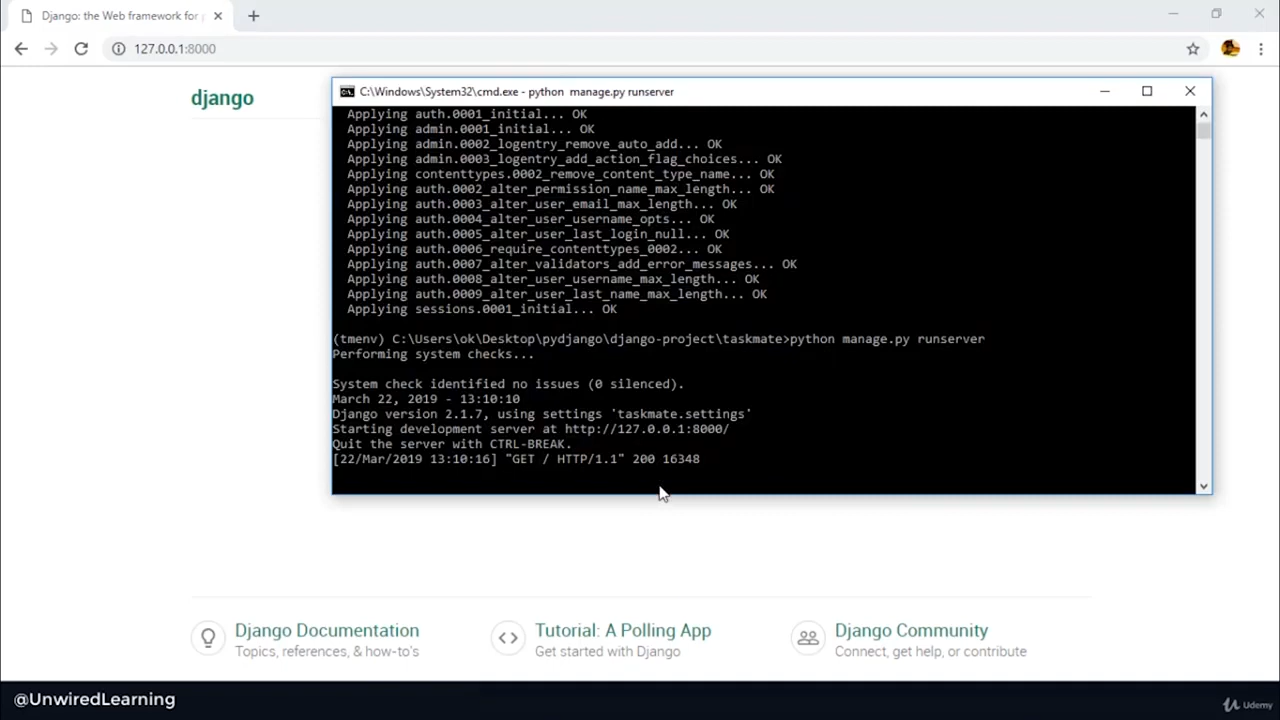 Django: the Web framework for p
127.0.0.1:8000
django
C:\Windows\System32\cmd.exe - python  manage.py runserver
Applying auth.0001_initial... OK
Applying admin.0001_initial... OK
Applying admin.0002_logentry_remove_auto_add... OK
Applying admin.0003_logentry_add_action_flag_choices... OK
Applying contenttypes.0002_remove_content_type_name... OK
Applying auth.0002_alter_permission_name_max_length... OK
Applying auth.0003_alter_user_email_max_length... OK
Applying auth.0004_alter_user_username_opts... OK
Applying auth.0005_alter_user_last_login_null... OK
Applying auth.0006_require_contenttypes_0002... OK
Applying auth.0007_alter_validators_add_error_messages... OK
Applying auth.0008_alter_user_username_max_length... OK
Applying auth.0009_alter_user_last_name_max_length... OK
Applying sessions.0001_initial... OK
(tmenv) C:\Users\ok\Desktop\pydjango\django-project\taskmate>python manage.py runserver
Performing system checks...
System check identified no issues (0 silenced).
March 22, 2019 - 13:10:10
Django version 2.1.7, using settings 'taskmate.settings'
Starting development server at http://127.0.0.1:8000/
Quit the server with CTRL-BREAK.
[22/Mar/2019 13:10:16] "GET / HTTP/1.1" 200 16348
Django Documentation
Topics, references, & how-to's
Tutorial: A Polling App
Get started with Django
Django Community
Connect, get help, or contribute
@UnwiredLearning
Udemy